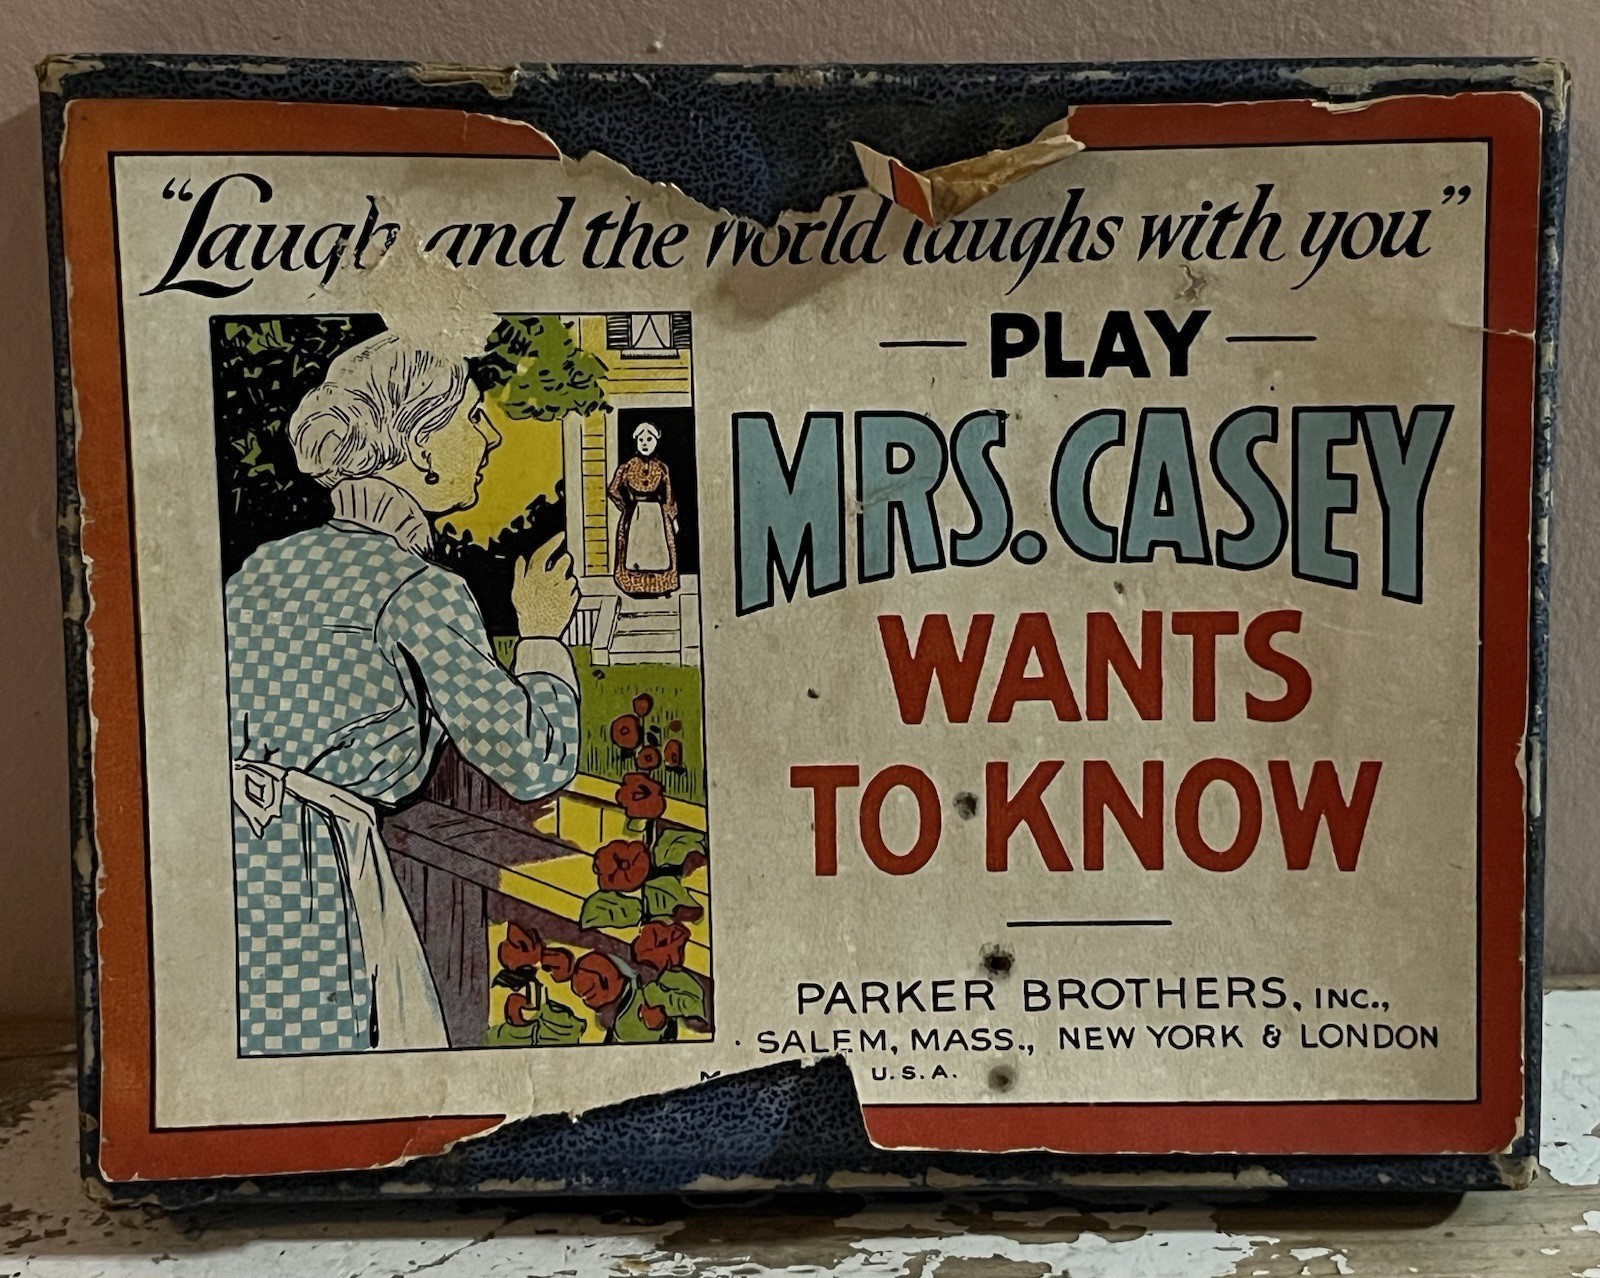 “Laugh and the world laughs with you”
— PLAY —
MRS. CASEY
WANTS
TO KNOW
PARKER BROTHERS, INC.,
SALEM, MASS., NEW YORK & LONDON
U.S.A.